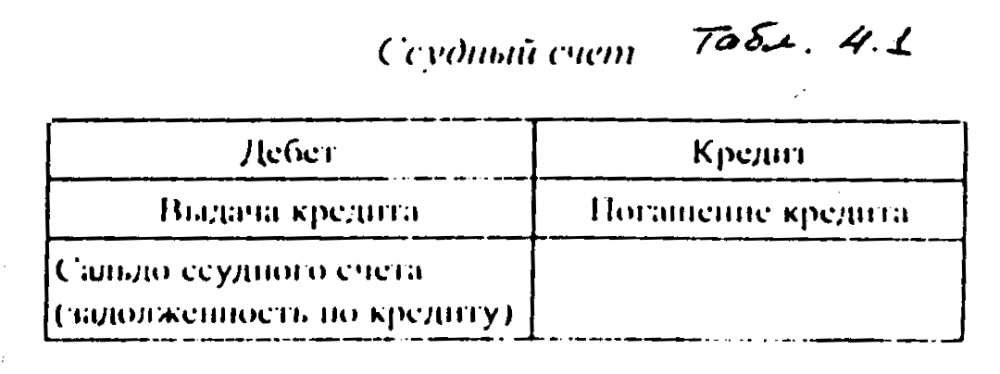 Ссудный счет Табл. 4.1
Дебет Кредит
Выдача кредита Погашение кредита
Сальдо ссудного счета
(задолженность по кредиту)